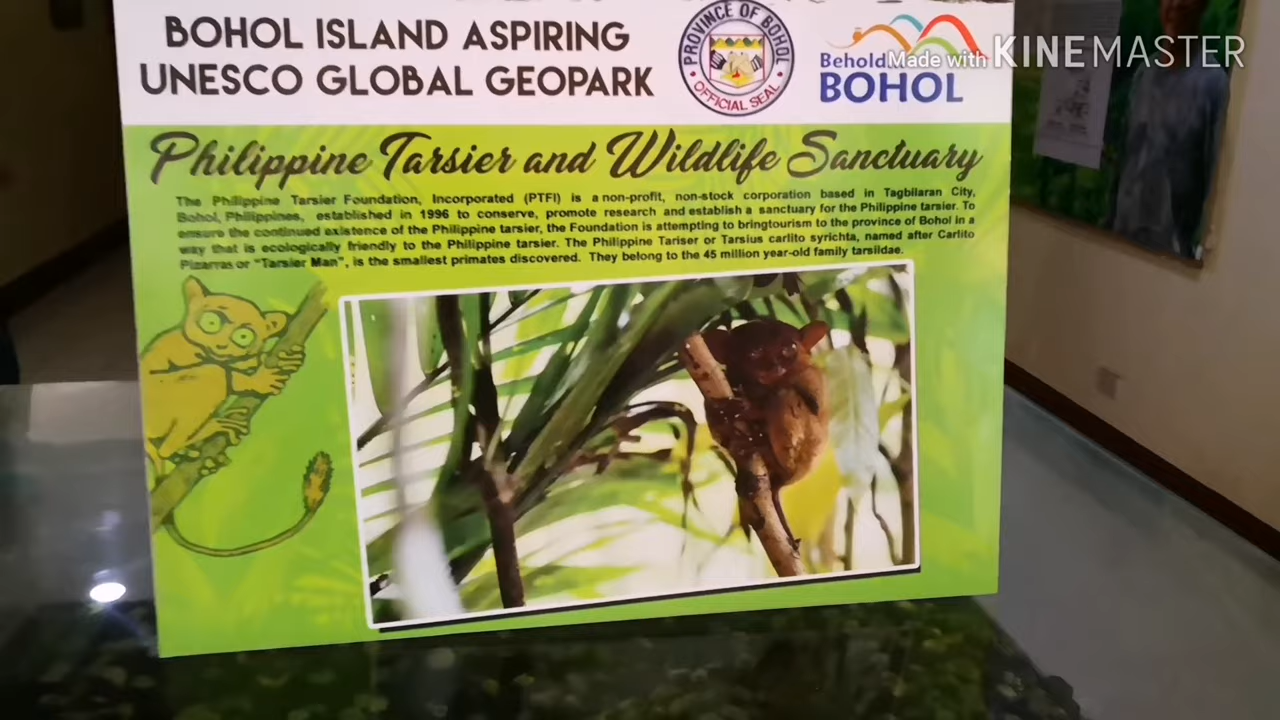 BOHOL ISLAND ASPIRING
UNESCO GLOBAL GEOPARK
PROVINCE OF BOHOL
OFFICIAL SEAL
Behold
BOHOL
Made with KINEMASTER
Philippine Tarsier and Wildlife Sanctuary
The Philippine Tarsier Foundation, Incorporated (PTFI) is a non-profit, non-stock corporation based in Tagbilaran City,
Bohol, Philippines, established in 1996 to conserve, promote research and establish a sanctuary for the Philippine tarsier. To
ensure the continued existence of the Philippine tarsier, the Foundation is attempting to bringtourism to the province of Bohol in a
way that is ecologically friendly to the Philippine tarsier. The Philippine Tariser or Tarsius carlito syrichta, named after Carlito
Pizarras or "Tarsier Man", is the smallest primates discovered. They belong to the 45 million year-old family tarsiidae.